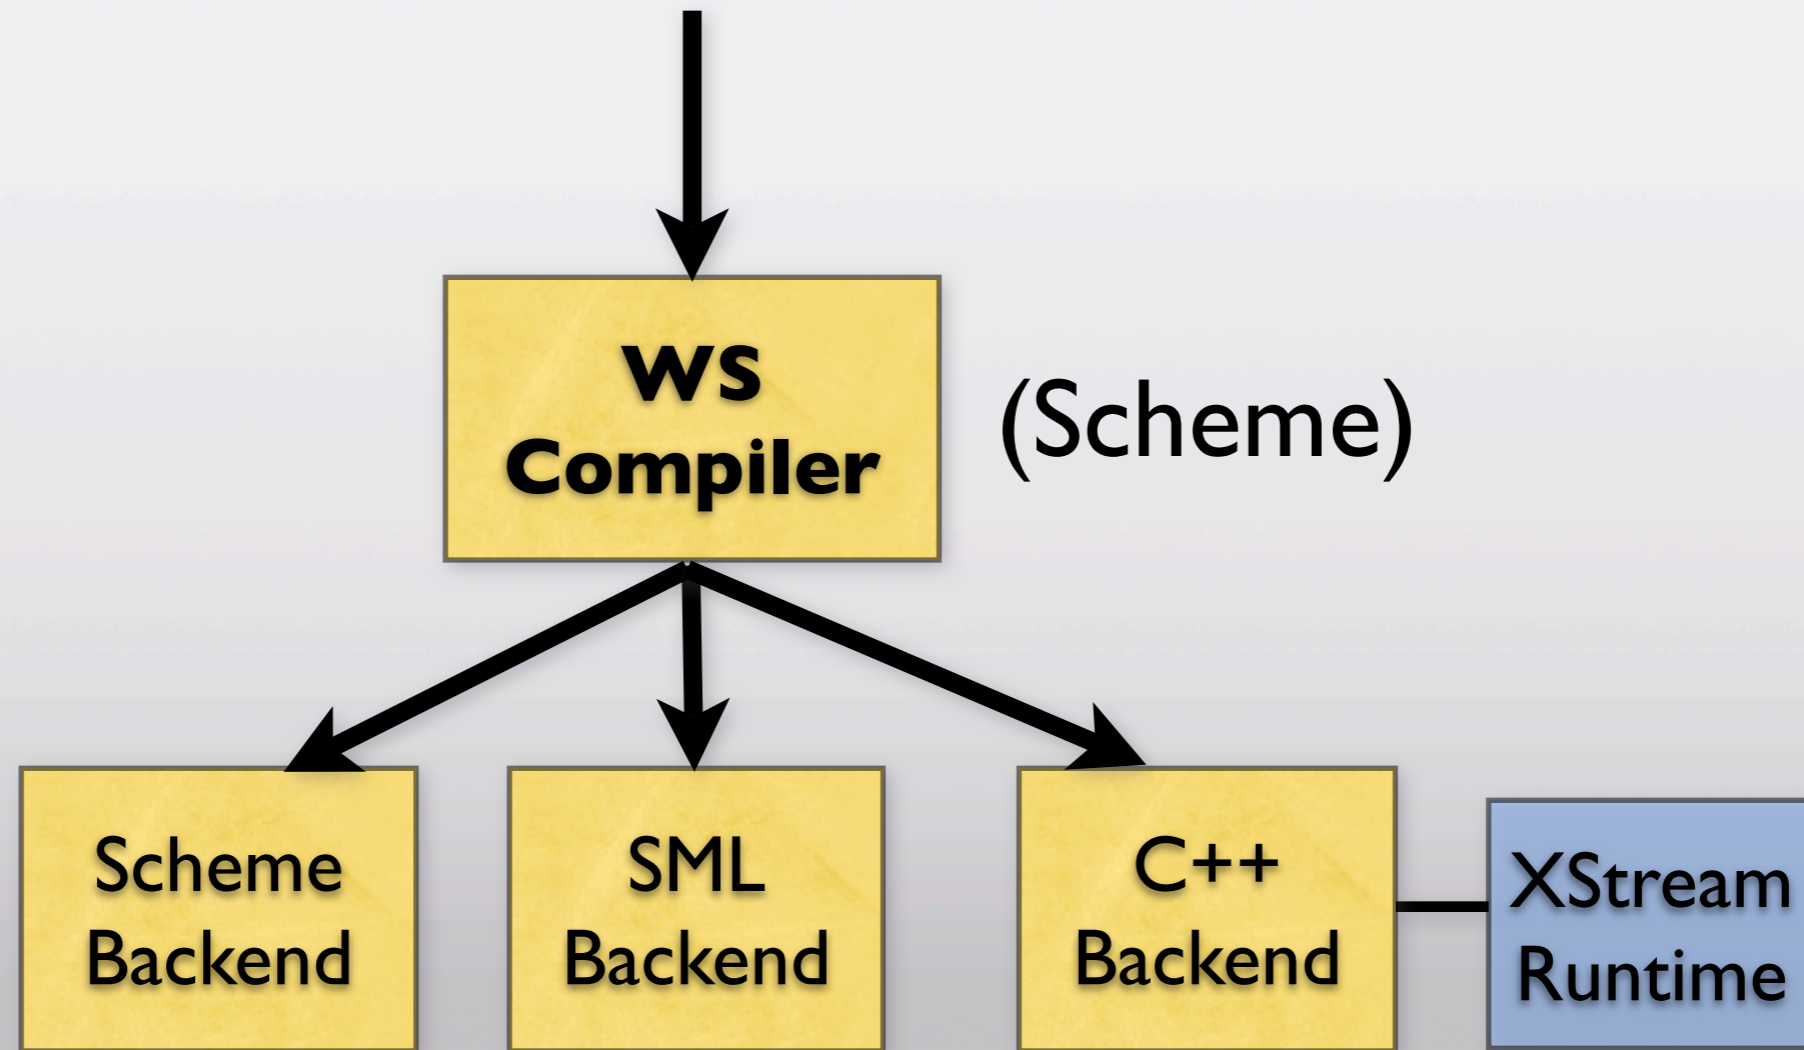 WS
Compiler
(Scheme)
Scheme
Backend
SML
Backend
C++
Backend
XStream
Runtime